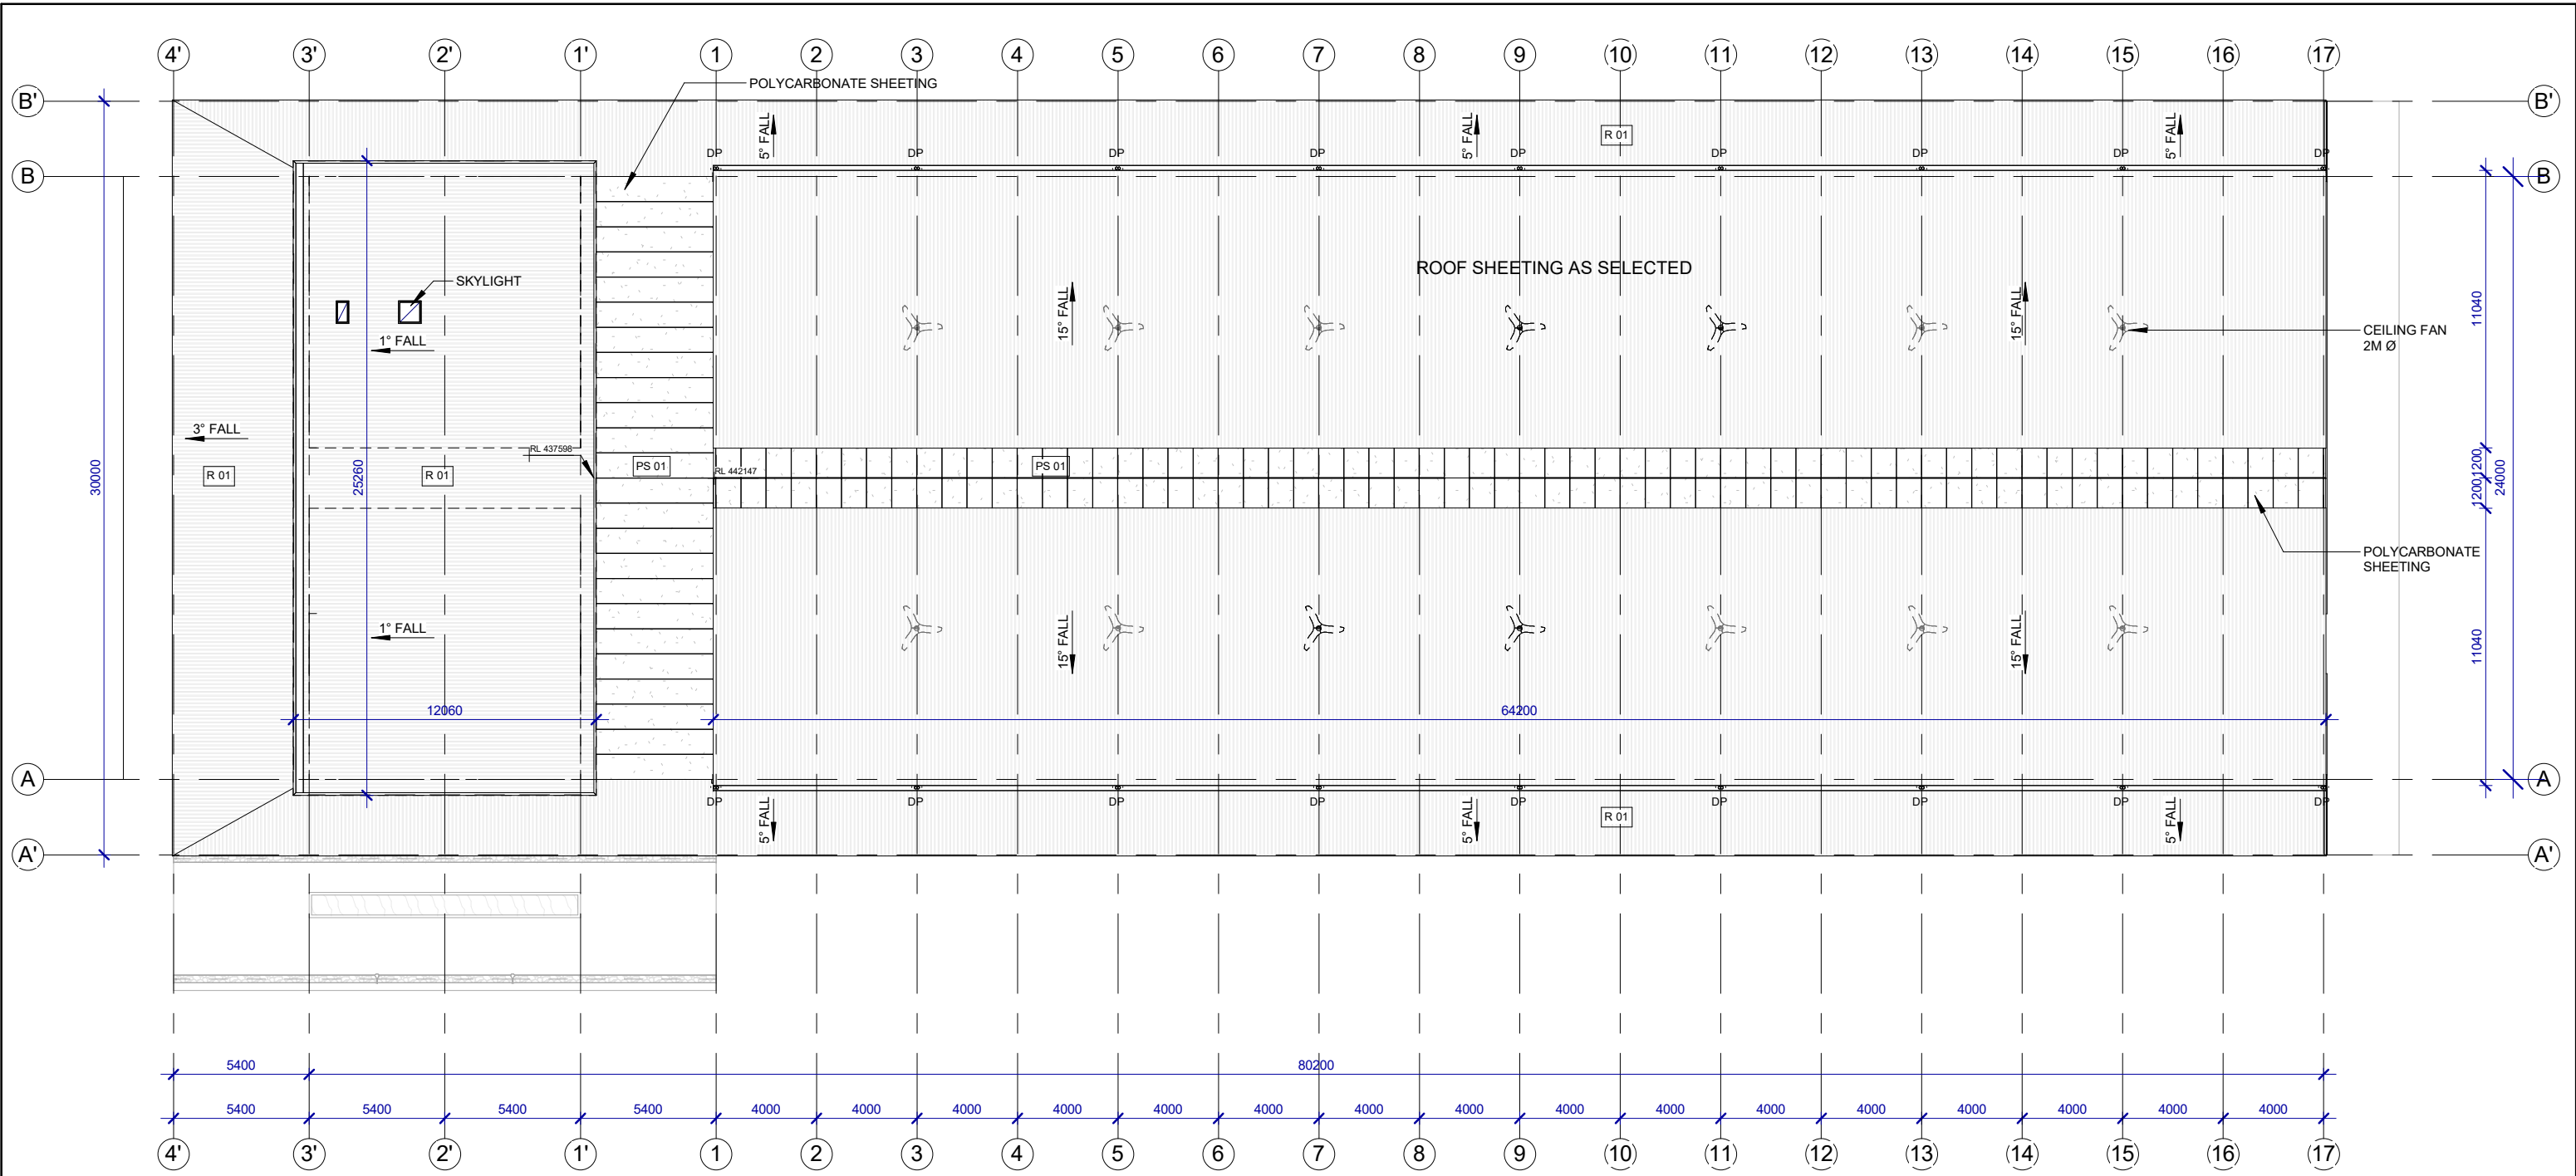 4' 3' 2' 1' 1 2 3 4 5 6 7 8 9 10 11 12 13 14 15 16 17
POLYCARBONATE SHEETING
B' B'
5° FALL 5° FALL R 01 5° FALL
DP DP DP DP DP DP DP DP DP
B B
ROOF SHEETING AS SELECTED
SKYLIGHT
15° FALL 15° FALL
11040
CEILING FAN
2M Ø
1° FALL
3° FALL
RL 437598
R 01 R 01 PS 01 RL 442147 PS 01
30000 25260
1200 1200 24000
POLYCARBONATE
SHEETING
1° FALL
15° FALL 15° FALL
11040
12060 64200
A A
DP DP DP DP DP DP DP DP DP
5° FALL 5° FALL R 01 5° FALL
A' A'
5400 80200
5400 5400 5400 5400 4000 4000 4000 4000 4000 4000 4000 4000 4000 4000 4000 4000 4000 4000 4000 4000
4' 3' 2' 1' 1 2 3 4 5 6 7 8 9 10 11 12 13 14 15 16 17